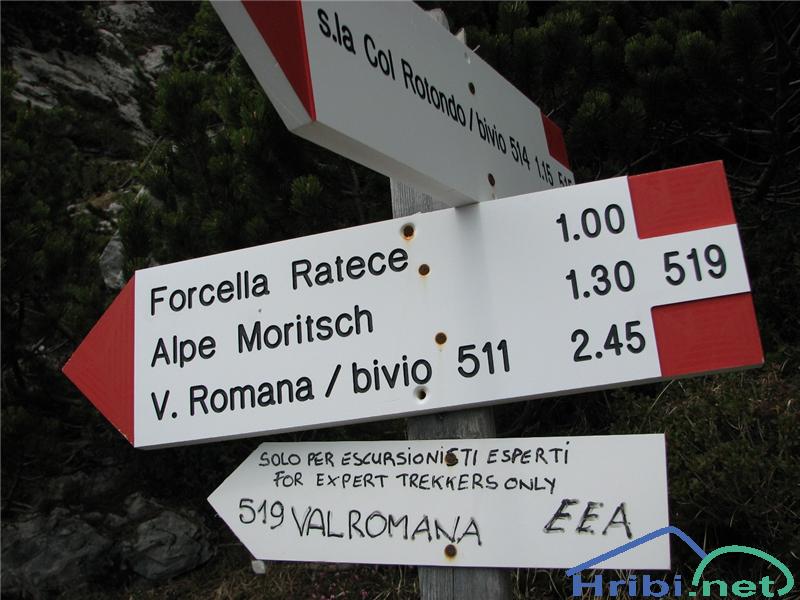 s.la Col Rotondo / bivio 514 1.15
Forcella Ratece 1.00
Alpe Moritsch 1.30 519
V. Romana / bivio 511 2.45
SOLO PER ESCURSIONISTI ESPERTI
FOR EXPERT TREKKERS ONLY
519 VALROMANA EEA
Hribi.net